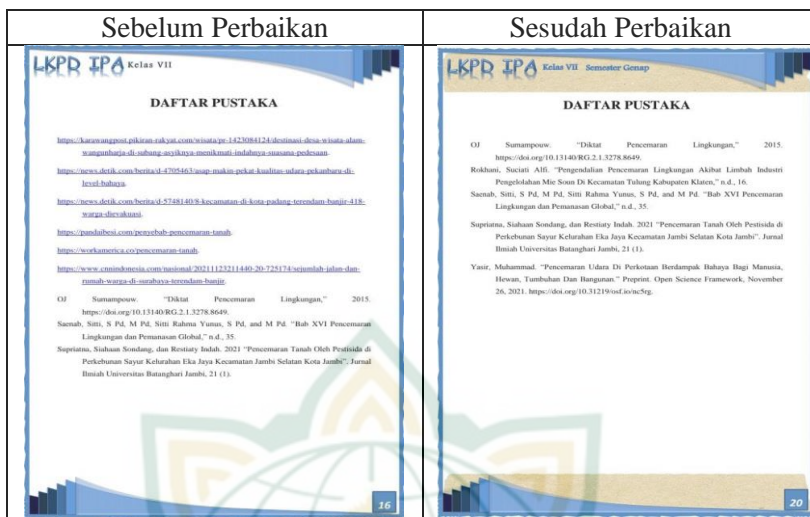 Sebelum Perbaikan
LKPD IPA Kelas VII
DAFTAR PUSTAKA
https://karawangpost.pikiran-rakyat.com/wisata/pr-1423084124/destinasi-desa-wisata-alam-
wangunharja-di-subang-asyiknya-menikmati-indahnya-suasana-pedesaan.
https://news.detik.com/berita/d-4705463/asap-makin-pekat-kualitas-udara-pekanbaru-di-
level-bahaya.
https://news.detik.com/berita/d-5748140/8-kecamatan-di-kota-padang-terendam-banjir-418-
warga-dievakuasi.
https://pandaibesi.com/penyebab-pencemaran-tanah.
https://workamerica.co/pencemaran-tanah.
https://www.cnnindonesia.com/nasional/20211123211440-20-725174/sejumlah-jalan-dan-
rumah-warga-di-surabaya-terendam-banjir.
OJ Sumampouw. “Diktat Pencemaran Lingkungan,” 2015.
https://doi.org/10.13140/RG.2.1.3278.8649.
Saenab, Sitti, S Pd, M Pd, Sitti Rahma Yunus, S Pd, and M Pd. “Bab XVI Pencemaran
Lingkungan dan Pemanasan Global,” n.d., 35.
Supriatna, Siahaan Sondang, dan Restiaty Indah. 2021 “Pencemaran Tanah Oleh Pestisida di
Perkebunan Sayur Kelurahan Eka Jaya Kecamatan Jambi Selatan Kota Jambi”. Jurnal
Ilmiah Universitas Batanghari Jambi, 21 (1).
16
Sesudah Perbaikan
LKPD IPA Kelas VII Semester Genap
DAFTAR PUSTAKA
OJ Sumampouw. “Diktat Pencemaran Lingkungan,” 2015.
https://doi.org/10.13140/RG.2.1.3278.8649.
Rokhani, Suciati Alfi. “Pengendalian Pencemaran Lingkungan Akibat Limbah Industri
Pengelolahan Mie Soun Di Kecamatan Tulung Kabupaten Klaten,” n.d., 16.
Saenab, Sitti, S Pd, M Pd, Sitti Rahma Yunus, S Pd, and M Pd. “Bab XVI Pencemaran
Lingkungan dan Pemanasan Global,” n.d., 35.
Supriatna, Siahaan Sondang, dan Restiaty Indah. 2021 “Pencemaran Tanah Oleh Pestisida di
Perkebunan Sayur Kelurahan Eka Jaya Kecamatan Jambi Selatan Kota Jambi”. Jurnal
Ilmiah Universitas Batanghari Jambi, 21 (1).
Yasir, Muhammad. “Pencemaran Udara Di Perkotaan Berdampak Bahaya Bagi Manusia,
Hewan, Tumbuhan Dan Bangunan.” Preprint. Open Science Framework, November
26, 2021. https://doi.org/10.31219/osf.io/nc5rg.
20